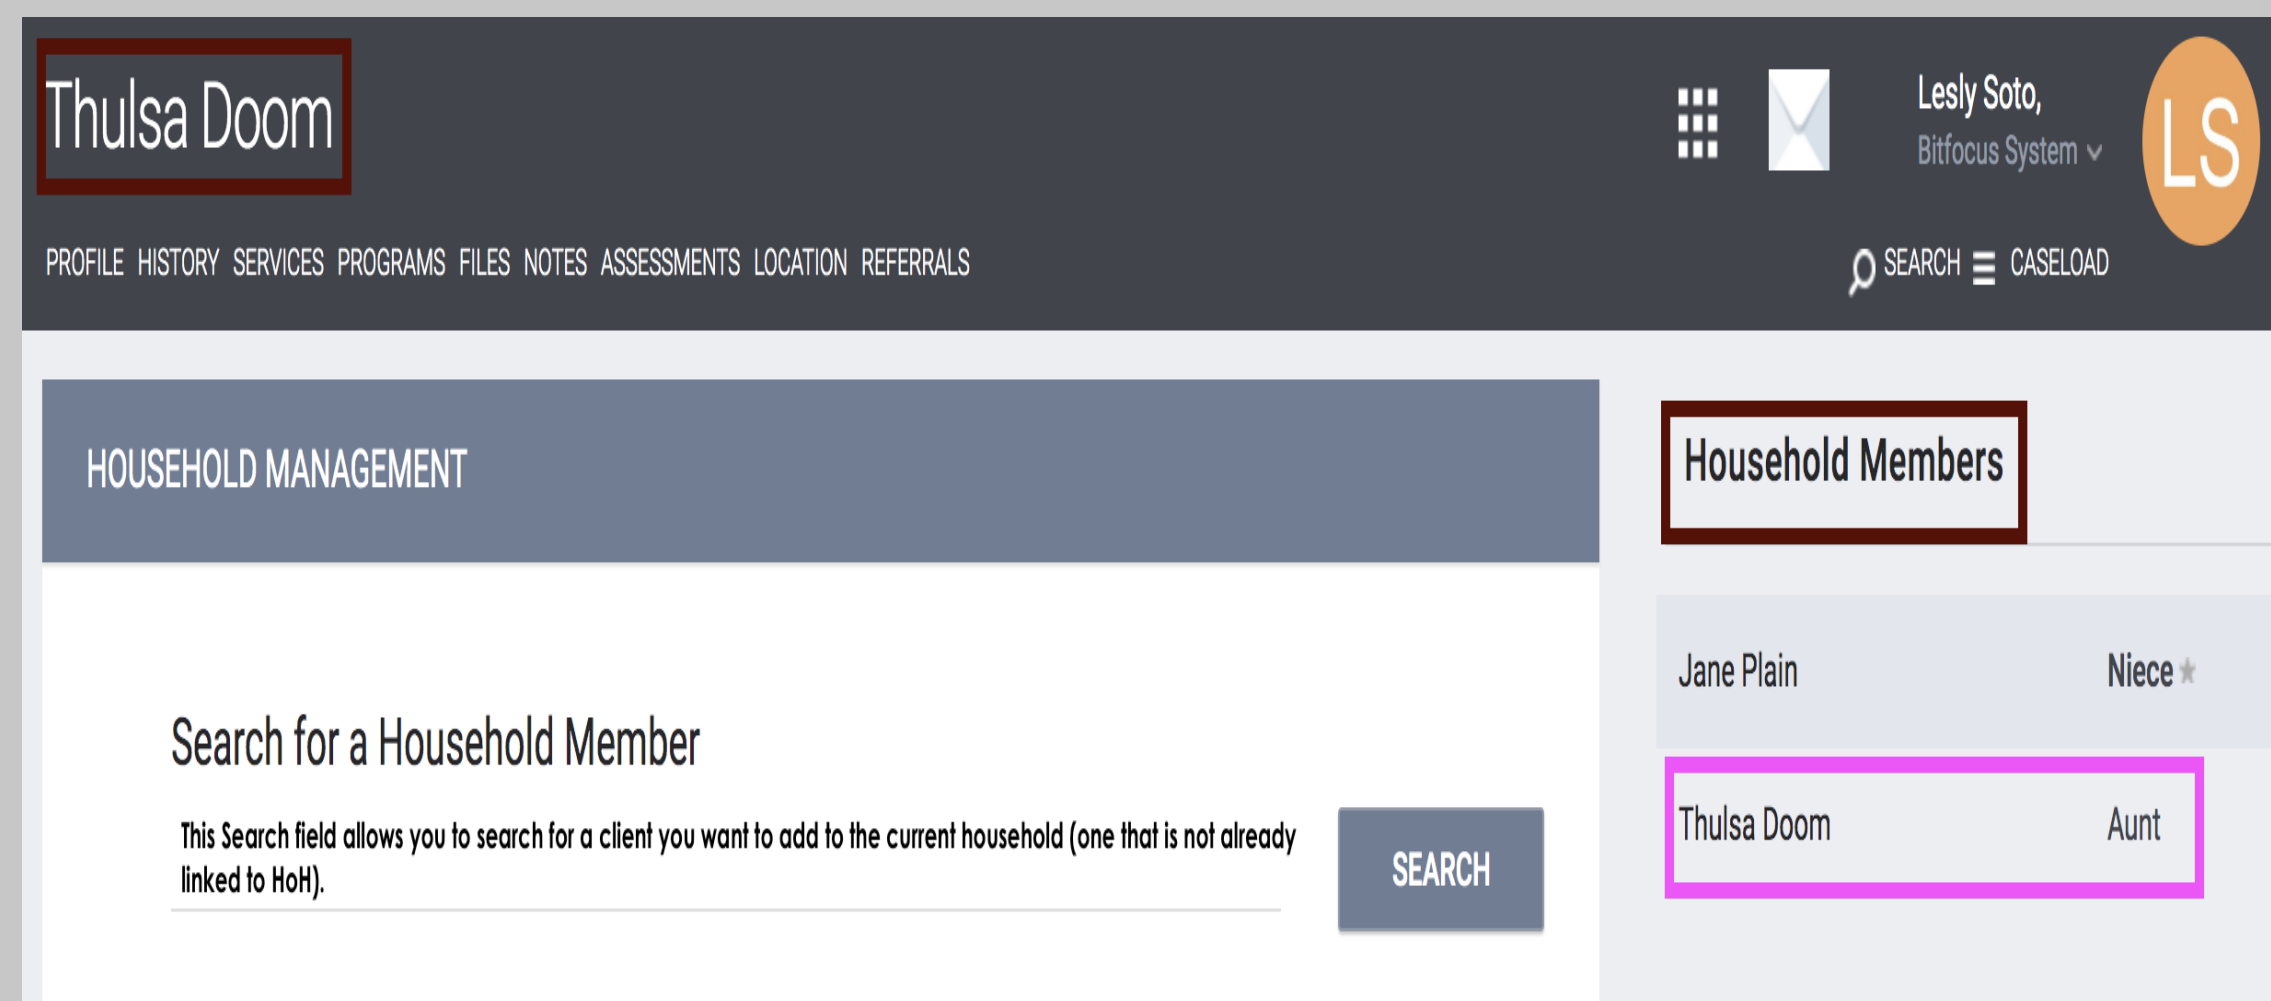 Thulsa Doom
Lesly Soto,
Bitfocus System
LS
PROFILE HISTORY SERVICES PROGRAMS FILES NOTES ASSESSMENTS LOCATION REFERRALS
SEARCH CASELOAD
HOUSEHOLD MANAGEMENT
Search for a Household Member
This Search field allows you to search for a client you want to add to the current household (one that is not already
linked to HoH).
SEARCH
Household Members
Jane Plain Niece
Thulsa Doom Aunt